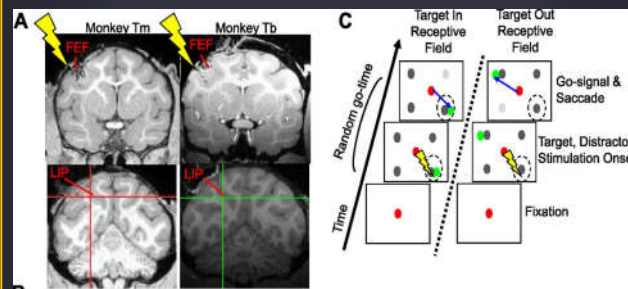 A
Monkey Tm
Monkey Tb
FEF
FEF
LIP
LIP
C
Target In
Receptive
Field
Target Out
Receptive
Field
Random go-time
Time
Go-signal &
Saccade
Target, Distracto
Stimulation Onse
Fixation